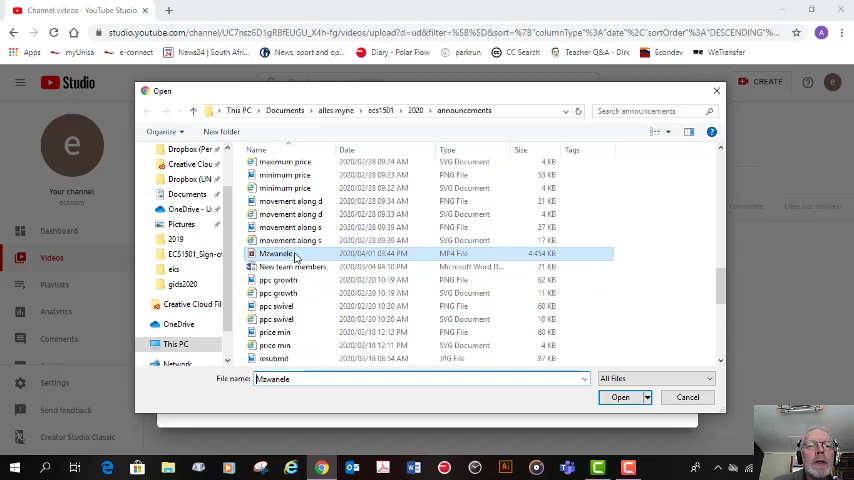 Channel videos - YouTube Studio
studio.youtube.com/channel/UC7nsz6D1gRBfEUGU_X4h-fg/videos/upload?d=ud&filter=%5B%5D&sort=%7B"columnType"%3A"date"%2C"sortOrder"%3A"DESCENDING...
Apps myUnisa e-connect News24 | South Afri... News, sport and op... Diary - Polar Flow parkrun CC Search Teacher Q&A - Dirk Econdev WeTransfer
Studio
CREATE
e
Open
This PC > Documents > alles myne > ecs1501 > 2020 > announcements
Search announcements
Organize
New folder
Name Date Type Size Tags
Dropbox (Per
Creative Cloud
Dropbox (UN
Documents
OneDrive - U
Pictures
2019
ECS1501_Sign-of
eks
gids2020
Creative Cloud File
OneDrive
This PC
Network
maximum price 2020/02/28 09:24 AM SVG Document 4 KB
minimum price 2020/02/28 09:23 AM PNG File 53 KB
minimum price 2020/02/28 09:23 AM SVG Document 4 KB
movement along d 2020/02/28 09:34 AM PNG File 23 KB
movement along d 2020/02/28 09:33 AM SVG Document 14 KB
movement along s 2020/02/28 09:35 AM PNG File 27 KB
movement along s 2020/02/28 09:35 AM SVG Document 17 KB
Mzwanele 2020/04/01 03:44 PM MP4 File 4 454 KB
New team members 2020/03/04 04:10 PM Microsoft Word D... 21 KB
ppc growth 2020/02/20 10:19 AM PNG File 62 KB
ppc growth 2020/02/20 10:19 AM SVG Document 11 KB
ppc swivel 2020/02/20 10:20 AM PNG File 60 KB
ppc swivel 2020/02/20 10:20 AM SVG Document 10 KB
price min 2020/03/18 12:12 PM PNG File 60 KB
price min 2020/03/18 12:11 PM SVG Document 4 KB
resubmit 2020/03/18 08:54 AM JPG File 87 KB
File name: Mzwanele
All Files
Open
Cancel
e
Your channel
econom
Dashboard
Videos
Playlists
Analytics
Comments
Settings
Send feedback
Creator Studio Classic